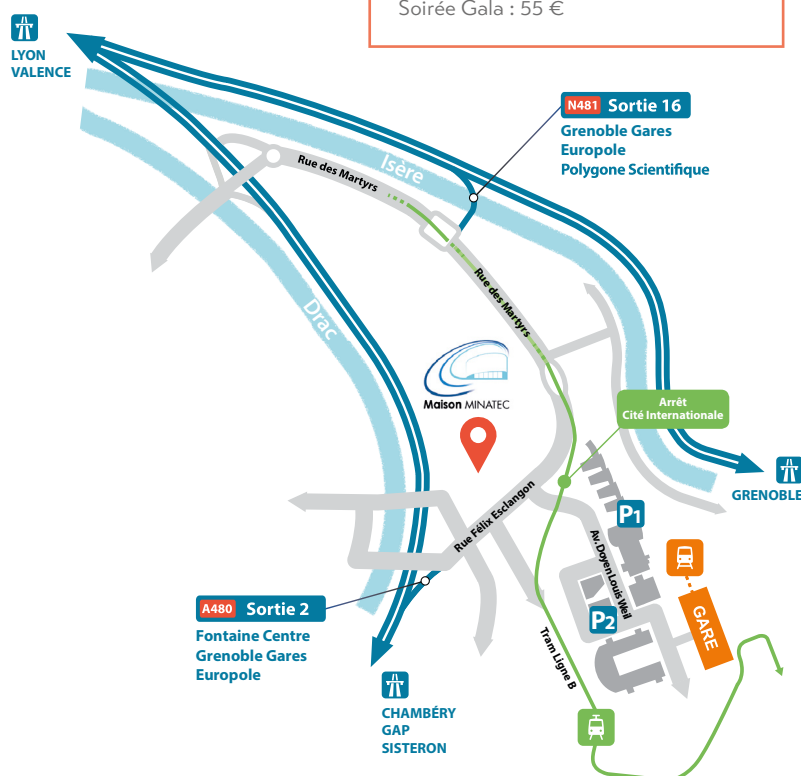 Soirée Gala : 55 €
LYON
VALENCE
N481 Sortie 16
Grenoble Gares
Europole
Polygone Scientifique
Isère
Rue des Martyrs
Drac
Rue des Martyrs
Maison MINATEC
Arrêt
Cité Internationale
GRENOBLE
P1
Rue Félix Esclangon
Av. Doyen Louis Weil
A480 Sortie 2
Fontaine Centre
Grenoble Gares
Europole
P2
GARE
Tram Ligne B
CHAMBÉRY
GAP
SISTERON